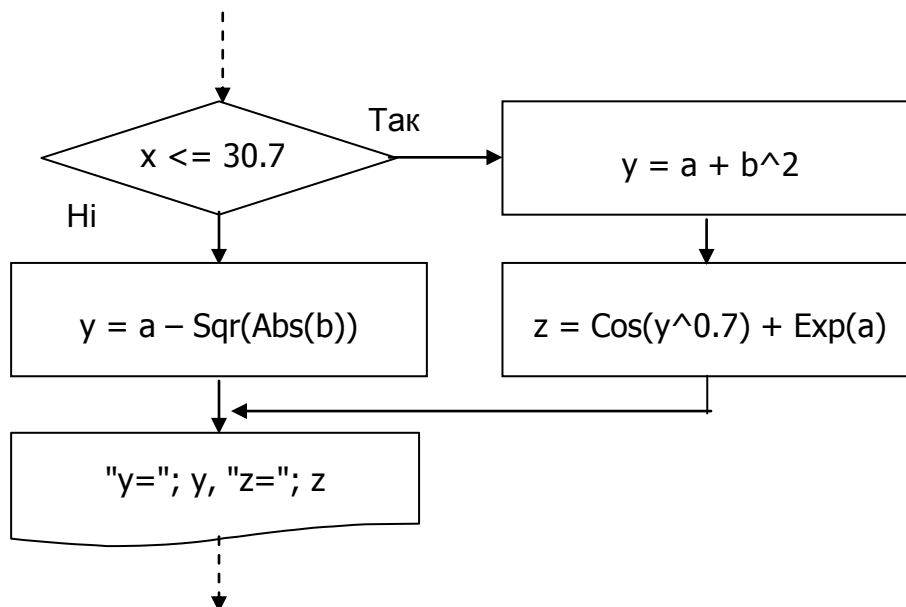 Так
x <= 30.7
y = a + b^2
Ні
y = a – Sqr(Abs(b))
z = Cos(y^0.7) + Exp(a)
"y="; y, "z="; z